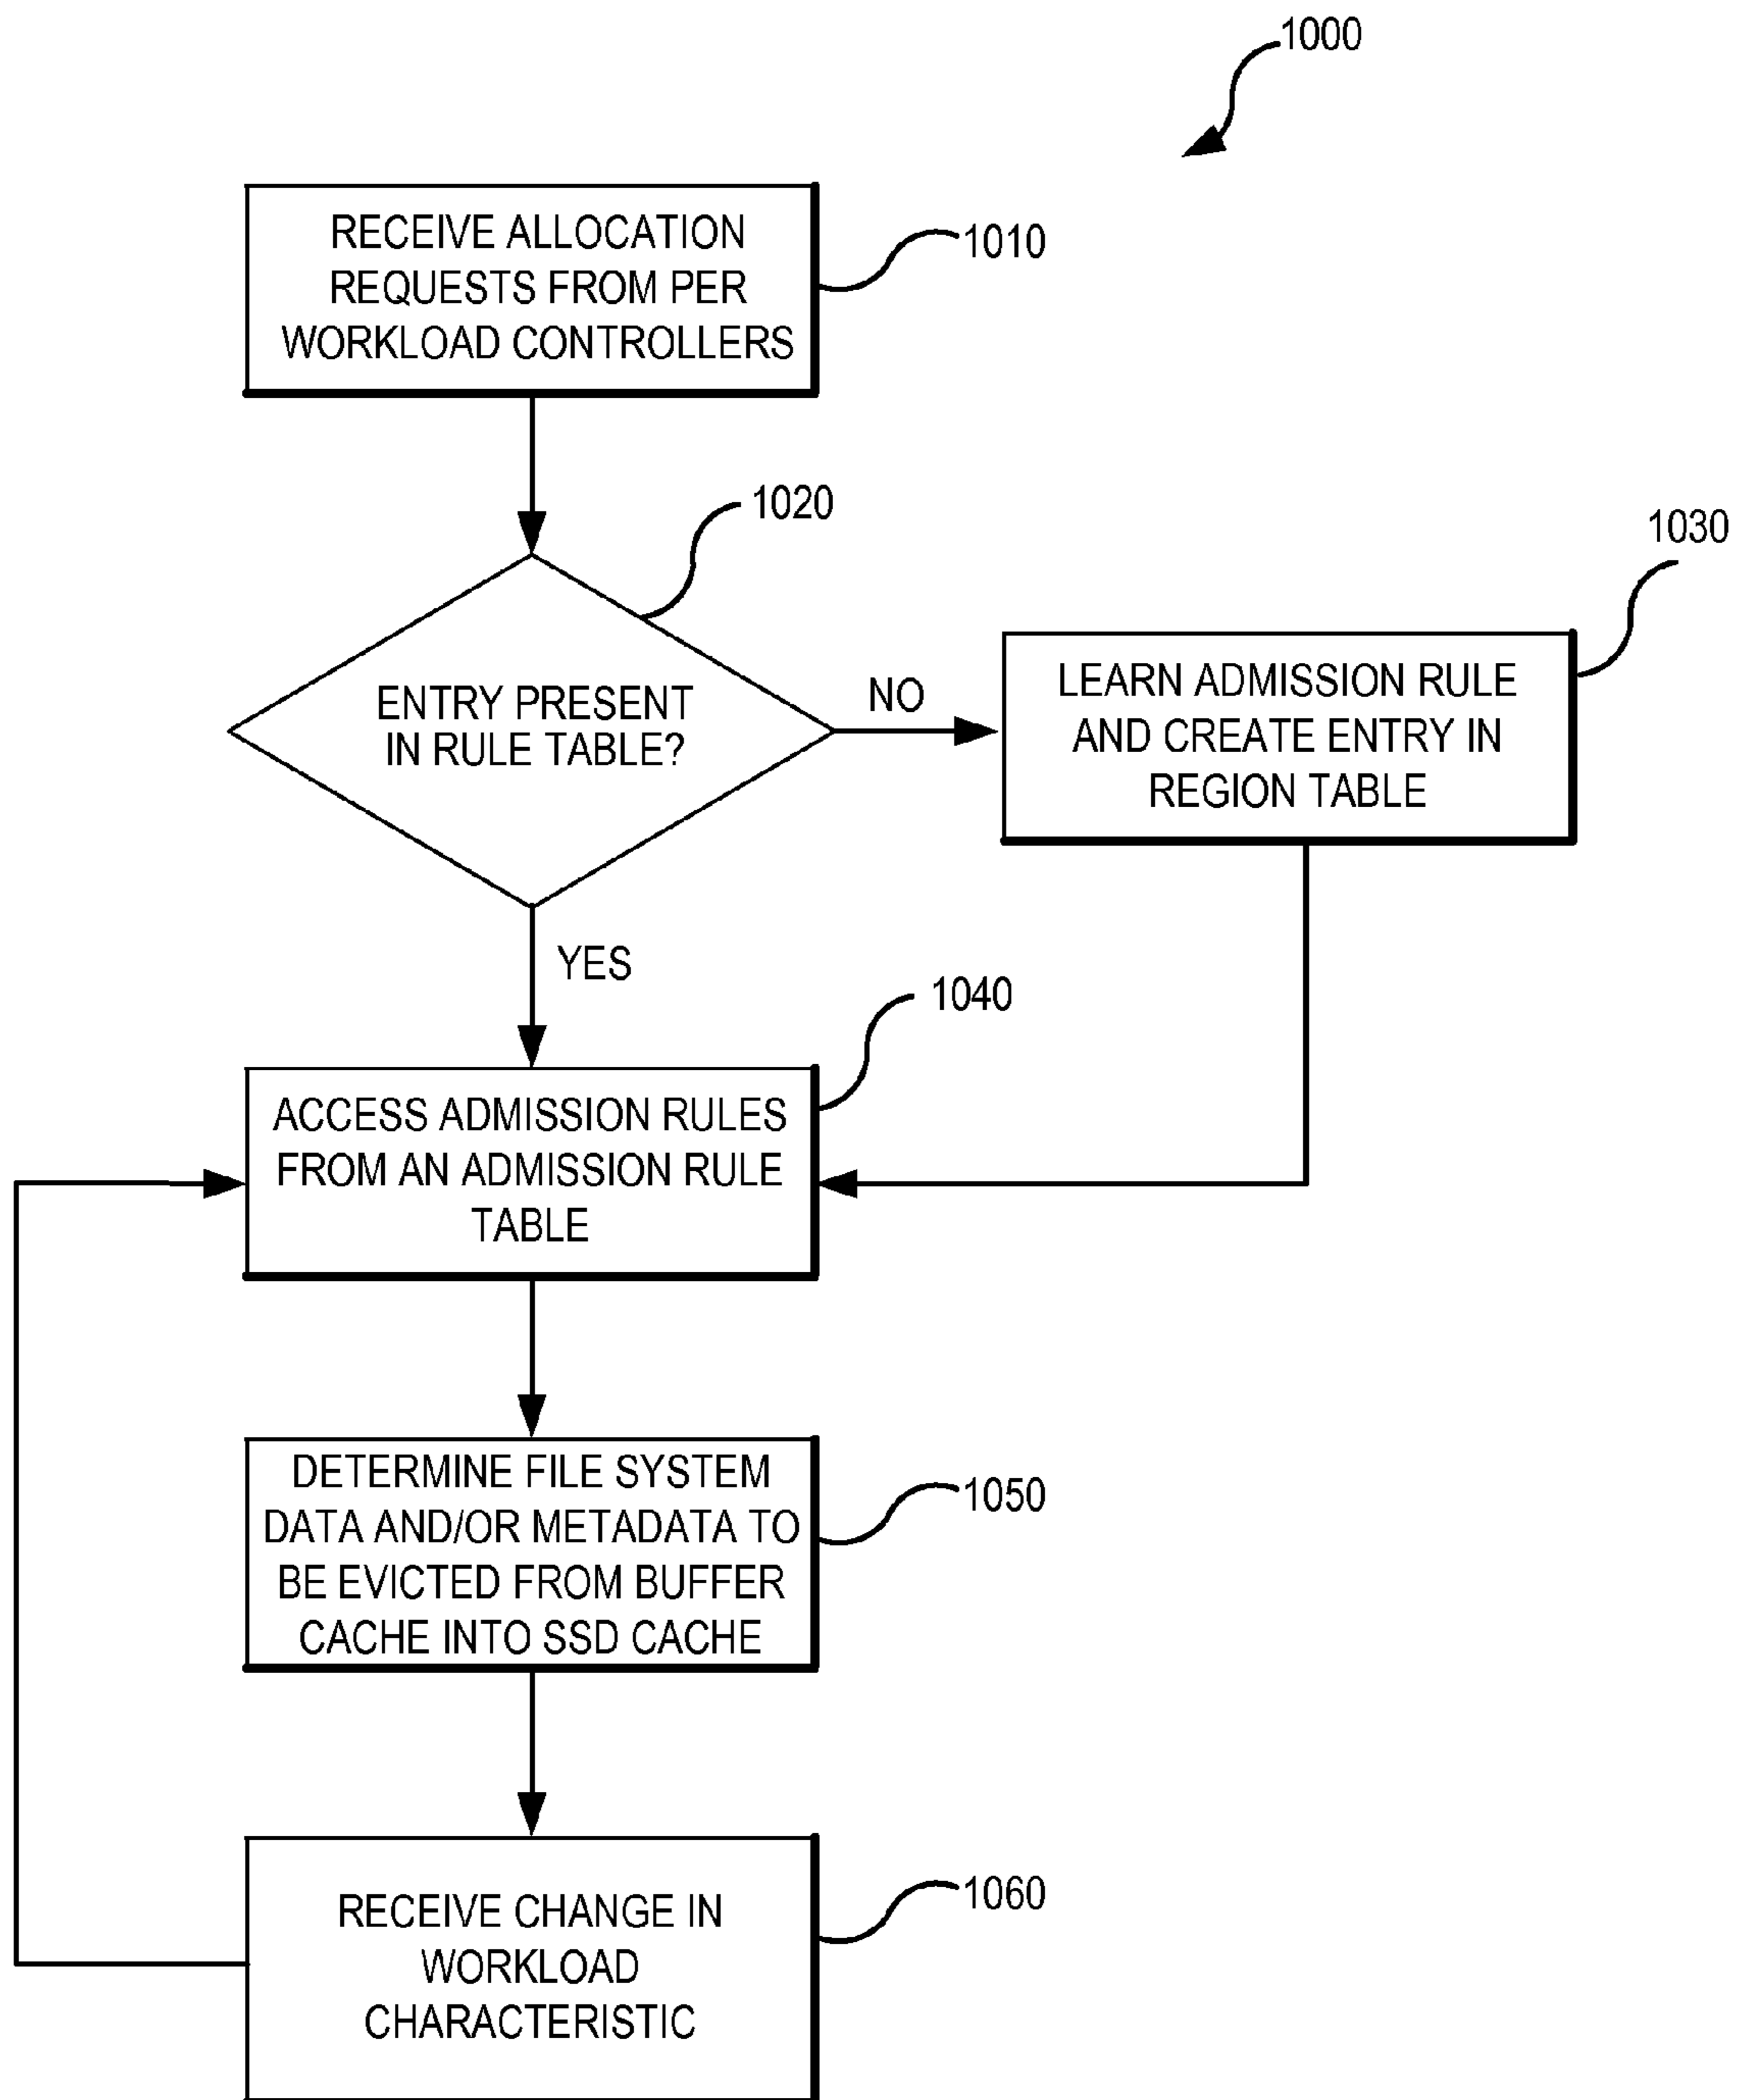 1000
RECEIVE ALLOCATION
REQUESTS FROM PER
WORKLOAD CONTROLLERS
1010
1020
ENTRY PRESENT
IN RULE TABLE?
NO
1030
LEARN ADMISSION RULE
AND CREATE ENTRY IN
REGION TABLE
YES
1040
ACCESS ADMISSION RULES
FROM AN ADMISSION RULE
TABLE
DETERMINE FILE SYSTEM
DATA AND/OR METADATA TO
BE EVICTED FROM BUFFER
CACHE INTO SSD CACHE
1050
RECEIVE CHANGE IN
WORKLOAD
CHARACTERISTIC
1060